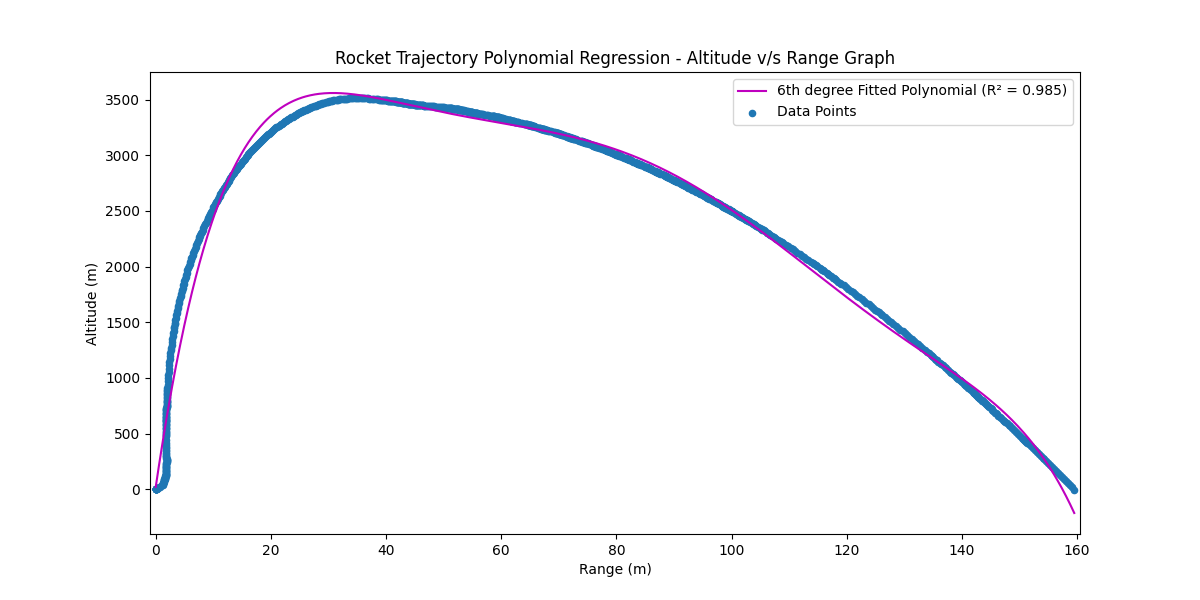 Rocket Trajectory Polynomial Regression - Altitude v/s Range Graph
6th degree Fitted Polynomial (R² = 0.985)
Data Points
Altitude (m)
3500
3000
2500
2000
1500
1000
500
0
0 20 40 60 80 100 120 140 160
Range (m)